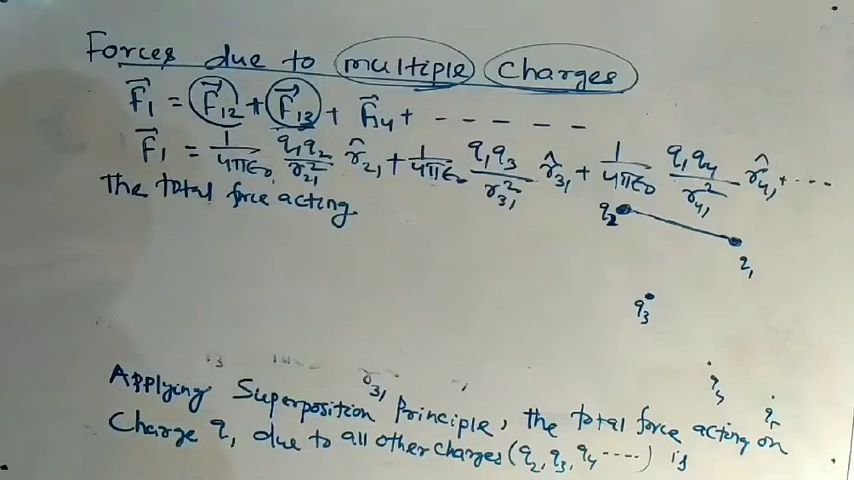 Forces due to multiple charges
F⃗₁ = F⃗₁₂ + F⃗₁₃ + F⃗₁₄ + - - - - - -
F⃗₁ = 1/4πε₀ q₁q₂/r₂₁² r̂₂₁ + 1/4πε₀ q₁q₃/r₃₁² r̂₃₁ + 1/4πε₀ q₁q₄/r₄₁² r̂₄₁ + ...
the total force acting
q₂
q₁
q₃
r₃₁
Applying Superposition Principle, the total force acting on
Charge q₁ due to all other charges (q₂, q₃, q₄ ....) is